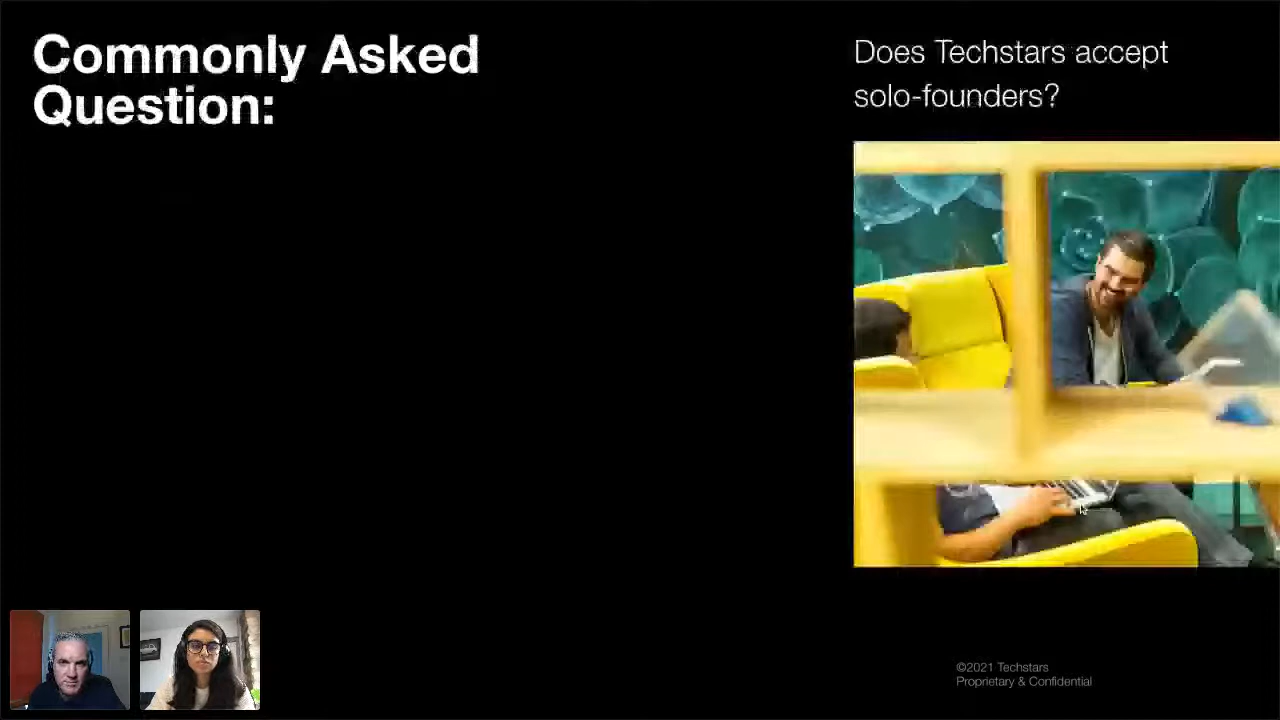 Commonly Asked
Question:
Does Techstars accept
solo-founders?
©2021 Techstars
Proprietary & Confidential